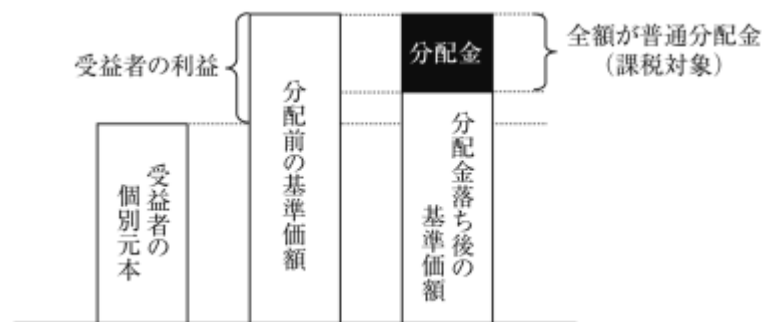 受益者の利益
分配金
全額が普通分配金
(課税対象)
受益者の
個別元本
分配前の基準価額
分配金落ち後の
基準価額